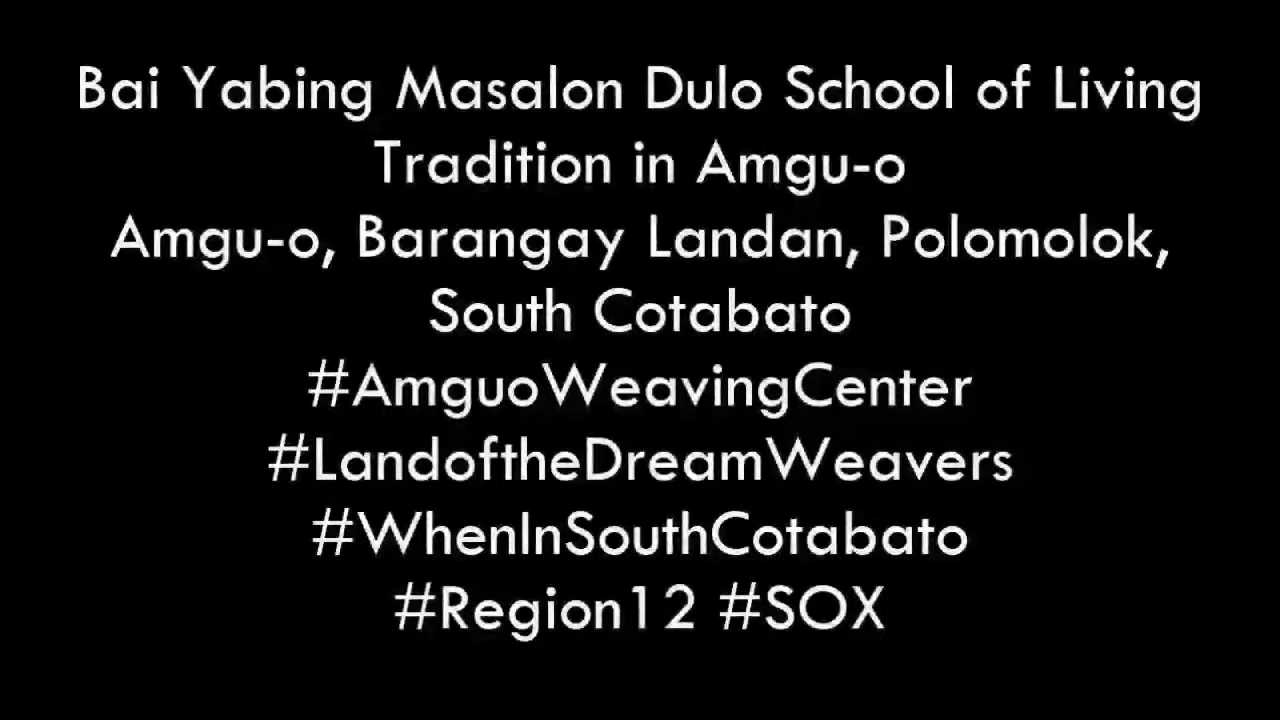 Bai Yabing Masalon Dulo School of Living
Tradition in Amgu-o
Amgu-o, Barangay Landan, Polomolok,
South Cotabato
#AmguoWeavingCenter
#LandoftheDreamWeavers
#WhenInSouthCotabato
#Region12 #SOX